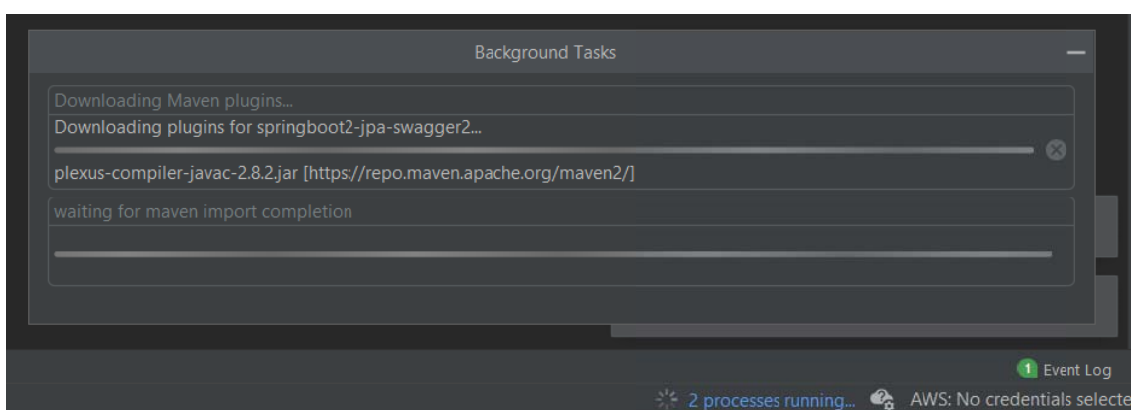 Background Tasks
Downloading Maven plugins...
Downloading plugins for springboot2-jpa-swagger2...
plexus-compiler-javac-2.8.2.jar [https://repo.maven.apache.org/maven2/]
waiting for maven import completion
1 Event Log
2 processes running... AWS: No credentials selecte